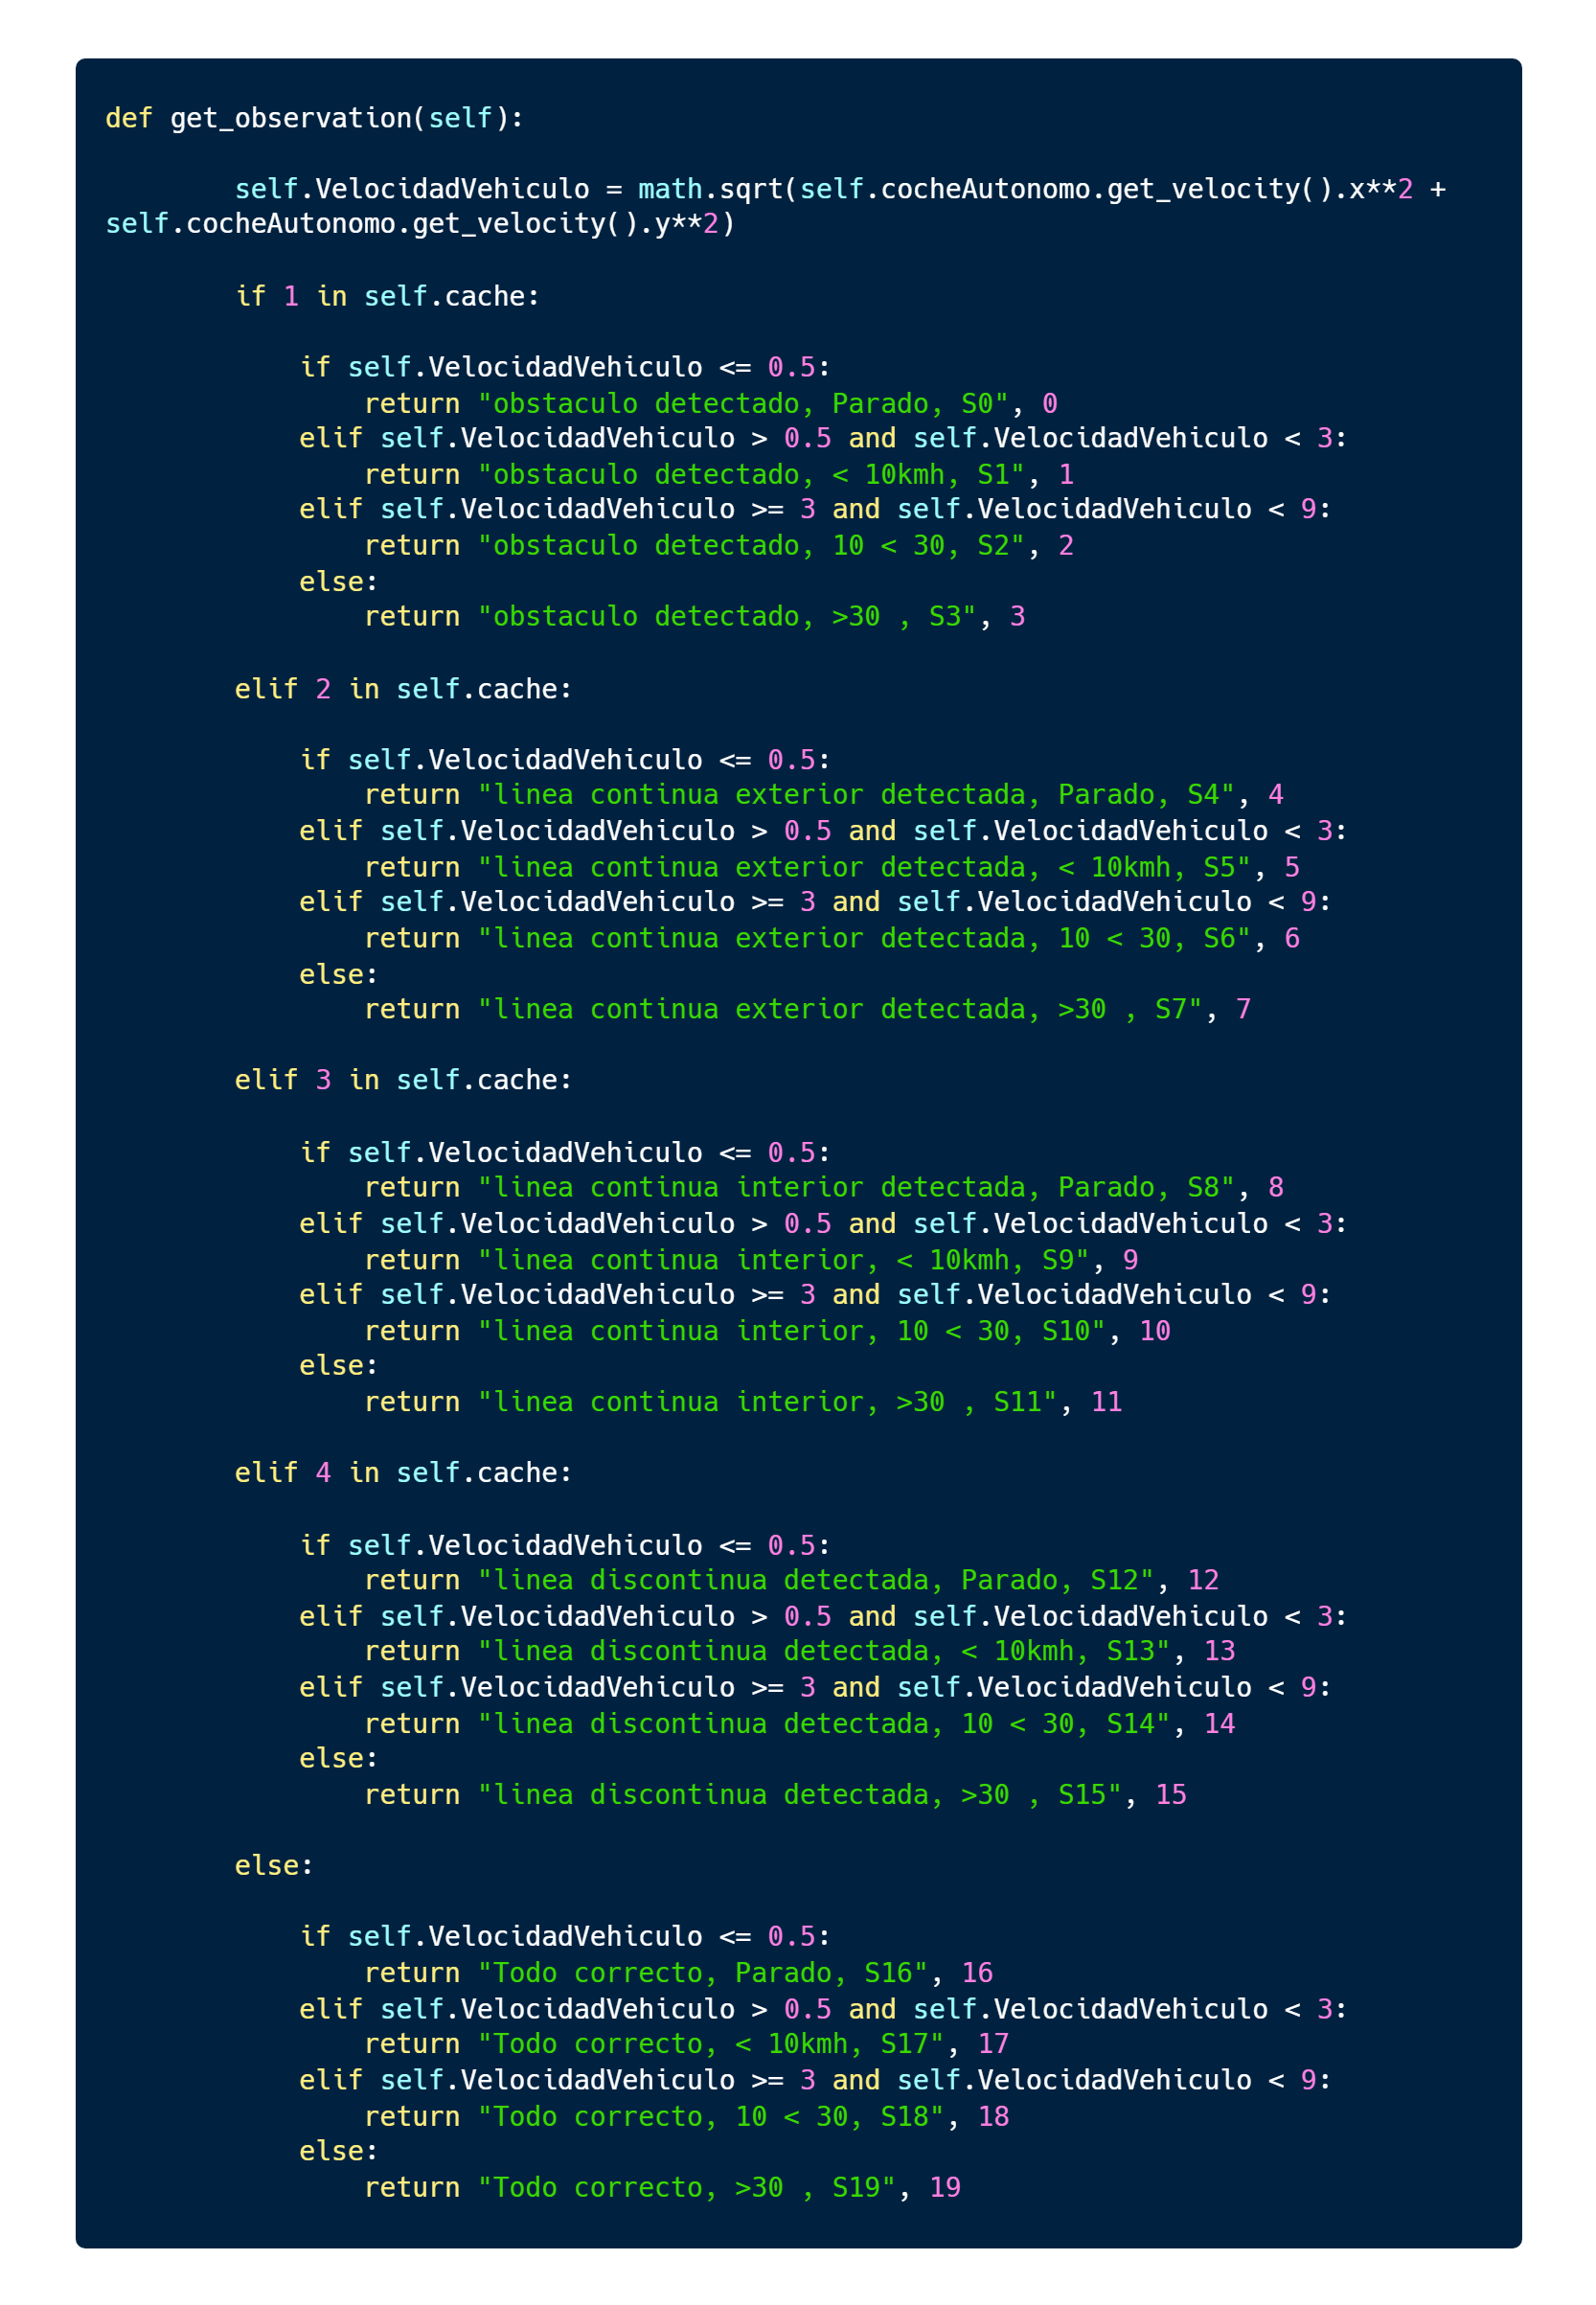 def get_observation(self):
        self.VelocidadVehiculo = math.sqrt(self.cocheAutonomo.get_velocity().x**2 +
self.cocheAutonomo.get_velocity().y**2)
        if 1 in self.cache:
            if self.VelocidadVehiculo <= 0.5:
                return "obstaculo detectado, Parado, S0", 0
            elif self.VelocidadVehiculo > 0.5 and self.VelocidadVehiculo < 3:
                return "obstaculo detectado, < 10kmh, S1", 1
            elif self.VelocidadVehiculo >= 3 and self.VelocidadVehiculo < 9:
                return "obstaculo detectado, 10 < 30, S2", 2
            else:
                return "obstaculo detectado, >30 , S3", 3
        elif 2 in self.cache:
            if self.VelocidadVehiculo <= 0.5:
                return "linea continua exterior detectada, Parado, S4", 4
            elif self.VelocidadVehiculo > 0.5 and self.VelocidadVehiculo < 3:
                return "linea continua exterior detectada, < 10kmh, S5", 5
            elif self.VelocidadVehiculo >= 3 and self.VelocidadVehiculo < 9:
                return "linea continua exterior detectada, 10 < 30, S6", 6
            else:
                return "linea continua exterior detectada, >30 , S7", 7
        elif 3 in self.cache:
            if self.VelocidadVehiculo <= 0.5:
                return "linea continua interior detectada, Parado, S8", 8
            elif self.VelocidadVehiculo > 0.5 and self.VelocidadVehiculo < 3:
                return "linea continua interior, < 10kmh, S9", 9
            elif self.VelocidadVehiculo >= 3 and self.VelocidadVehiculo < 9:
                return "linea continua interior, 10 < 30, S10", 10
            else:
                return "linea continua interior, >30 , S11", 11
        elif 4 in self.cache:
            if self.VelocidadVehiculo <= 0.5:
                return "linea discontinua detectada, Parado, S12", 12
            elif self.VelocidadVehiculo > 0.5 and self.VelocidadVehiculo < 3:
                return "linea discontinua detectada, < 10kmh, S13", 13
            elif self.VelocidadVehiculo >= 3 and self.VelocidadVehiculo < 9:
                return "linea discontinua detectada, 10 < 30, S14", 14
            else:
                return "linea discontinua detectada, >30 , S15", 15
        else:
            if self.VelocidadVehiculo <= 0.5:
                return "Todo correcto, Parado, S16", 16
            elif self.VelocidadVehiculo > 0.5 and self.VelocidadVehiculo < 3:
                return "Todo correcto, < 10kmh, S17", 17
            elif self.VelocidadVehiculo >= 3 and self.VelocidadVehiculo < 9:
                return "Todo correcto, 10 < 30, S18", 18
            else:
                return "Todo correcto, >30 , S19", 19